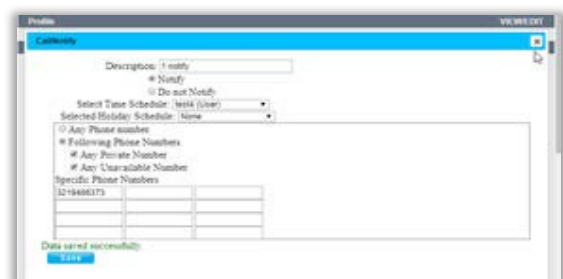 Profile VIEW/EDIT
CallNotify
Description: 1 notify
Notify
Do not Notify
Select Time Schedule: test4 (User)
Selected Holiday Schedule: None
Any Phone number
Following Phone Numbers
Any Private Number
Any Unavailable Number
Specific Phone Numbers
3219486373
Data saved successfully.
Save